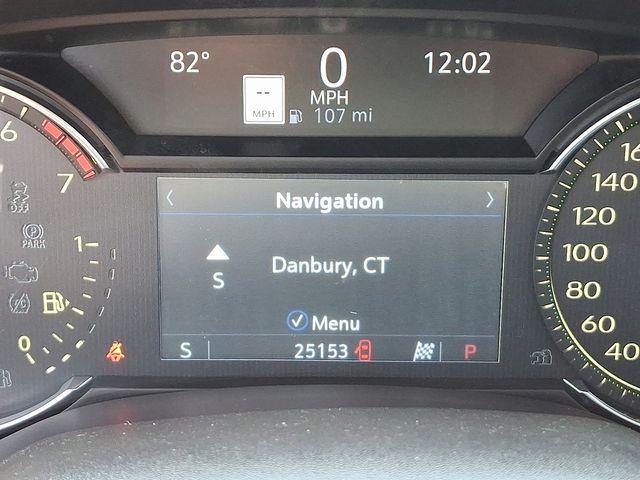 82°
0
12:02
--
MPH
MPH
107 mi
6
7
OFF
PARK
1
0
Navigation
S
Danbury, CT
Menu
S
25153
P
140
120
100
80
60
40